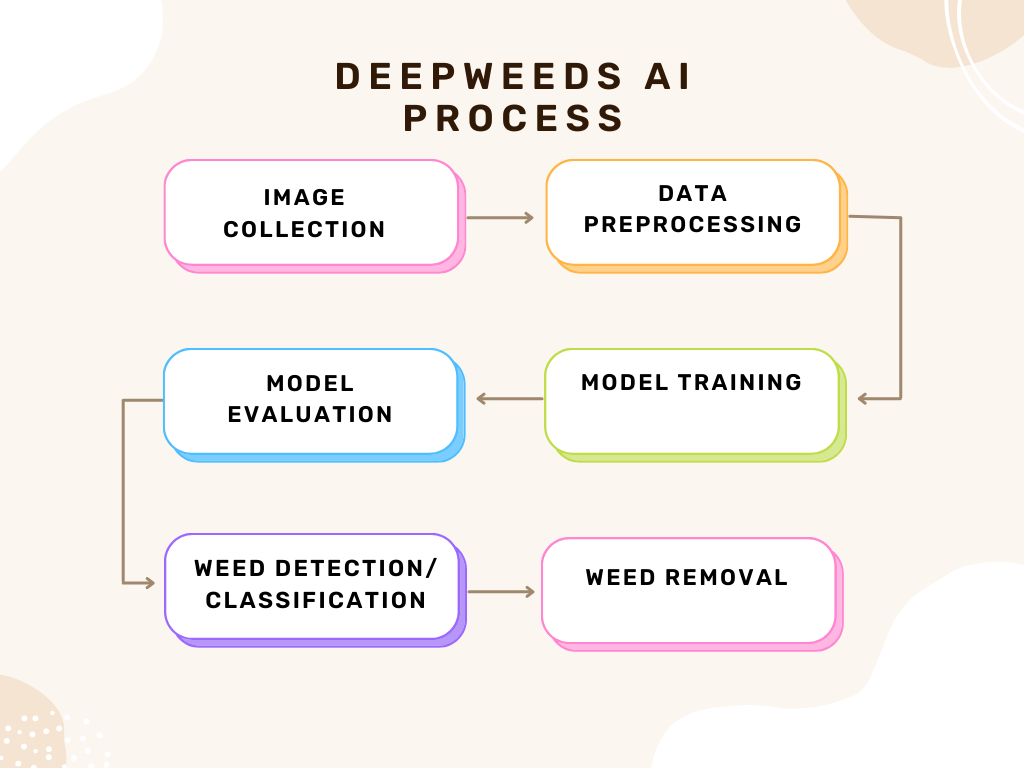 DEEPWEEDS AI
PROCESS
IMAGE
COLLECTION
DATA
PREPROCESSING
MODEL TRAINING
MODEL
EVALUATION
WEED DETECTION/
CLASSIFICATION
WEED REMOVAL